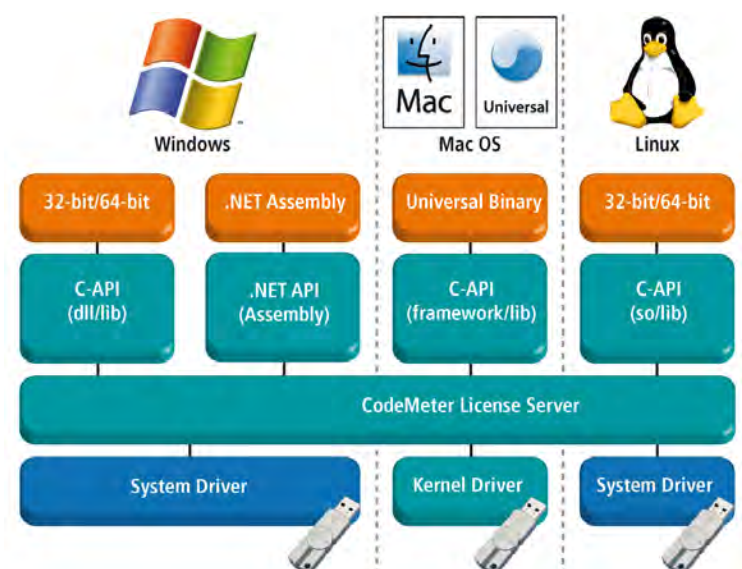 Mac
Universal
Windows
Mac OS
Linux
32-bit/64-bit
.NET Assembly
Universal Binary
32-bit/64-bit
C-API
(dll/lib)
.NET API
(Assembly)
C-API
(framework/lib)
C-API
(so/lib)
CodeMeter License Server
System Driver
Kernel Driver
System Driver